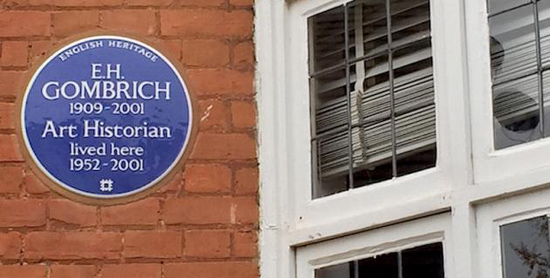 ENGLISH HERITAGE
E.H.
GOMBRICH
1909-2001
Art Historian
lived here
1952-2001